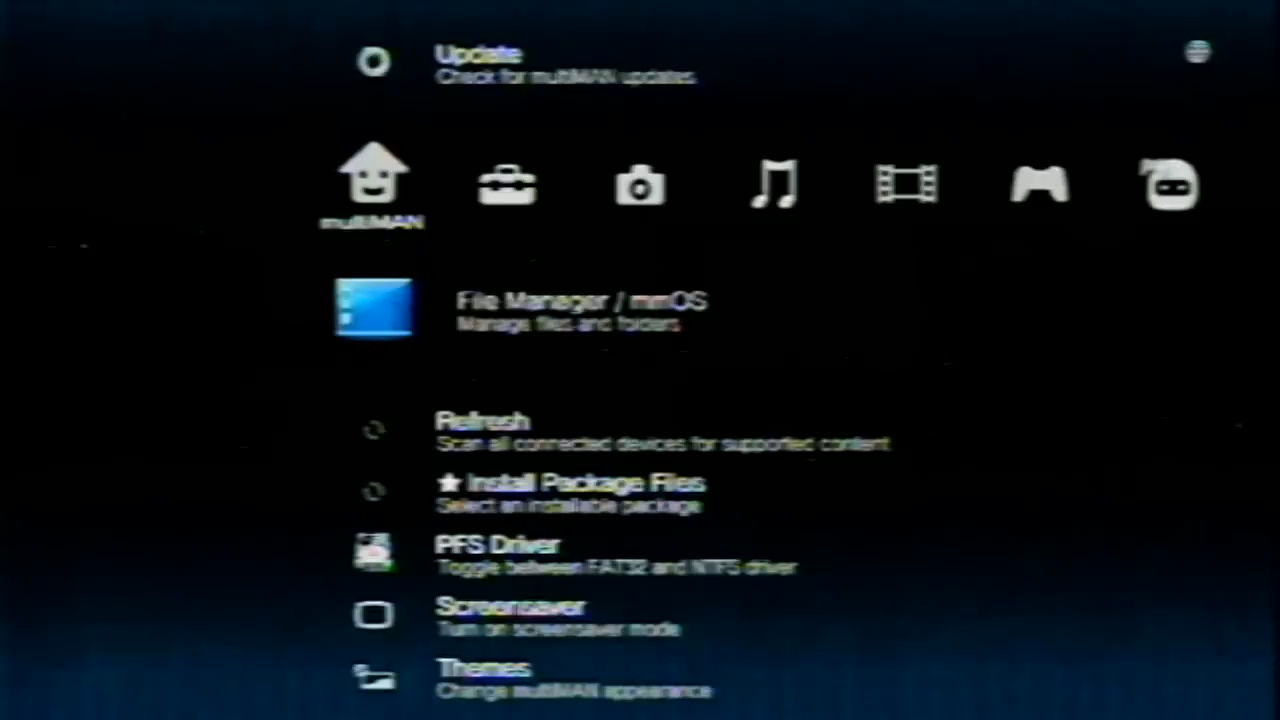 Update
Check for multiMAN updates
multiMAN
File Manager / mmOS
Manage files and folders
Refresh
Scan all connected devices for supported content
★ Install Package Files
Select an installable package
PFS Driver
Toggle between FAT32 and NTFS driver
Screensaver
Turn on screensaver mode
Themes
Change multiMAN appearance